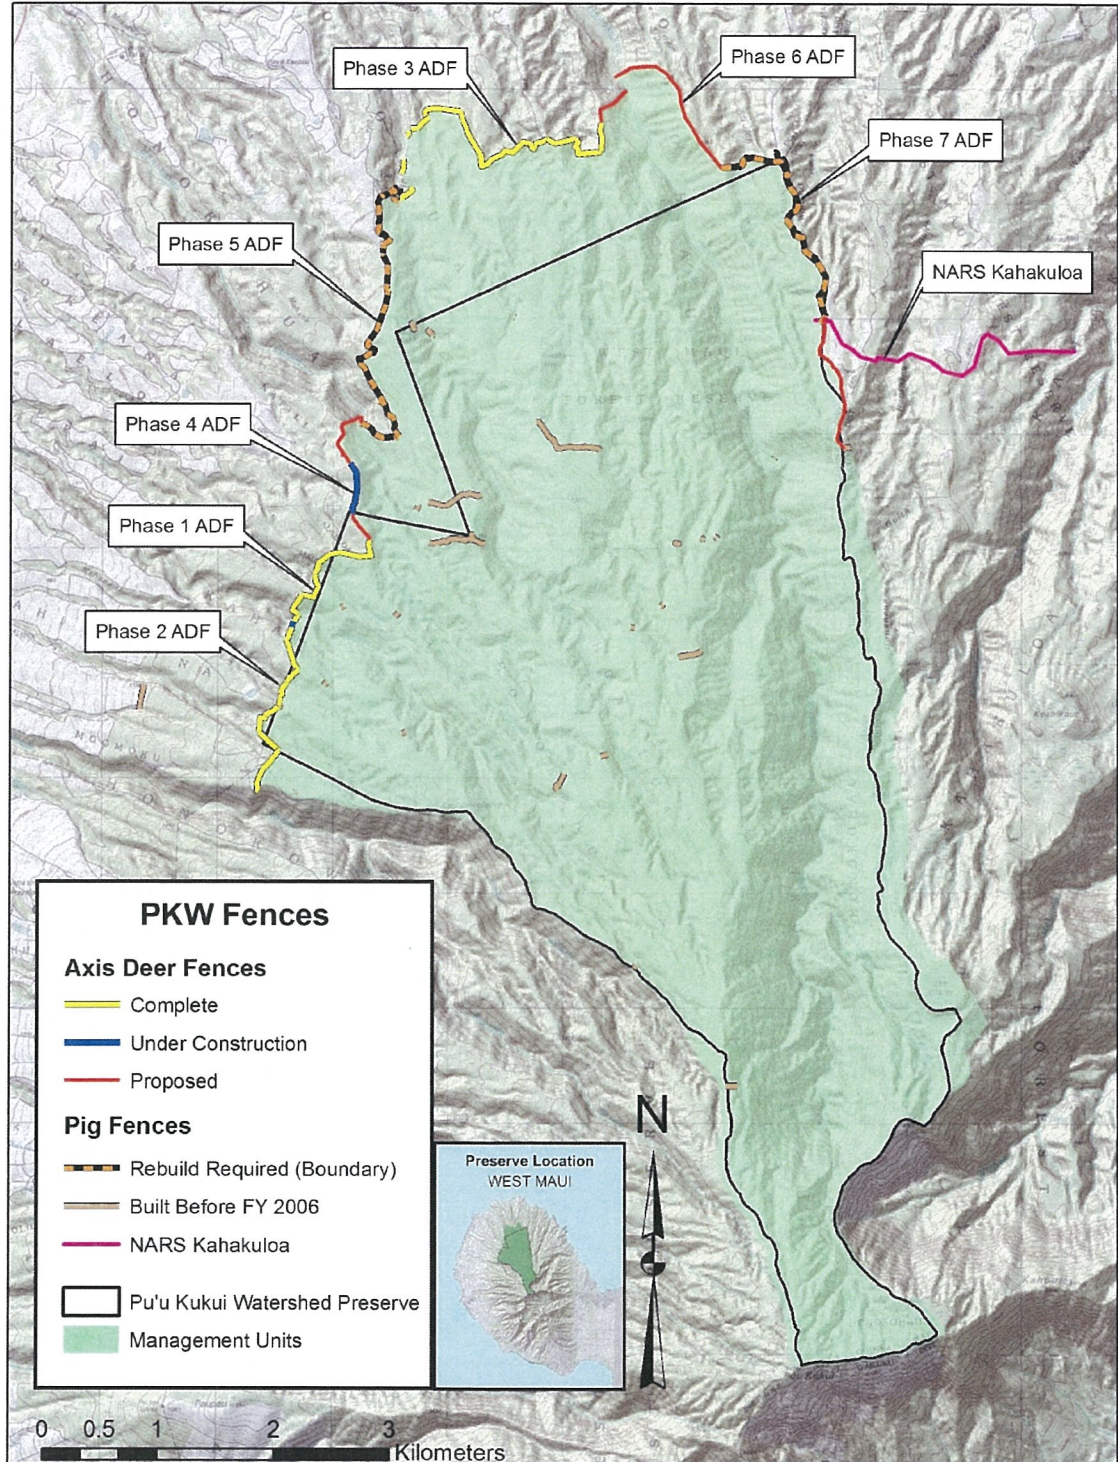 Phase 3 ADF
Phase 6 ADF
Phase 7 ADF
Phase 5 ADF
NARS Kahakuloa
Phase 4 ADF
Phase 1 ADF
Phase 2 ADF
PKW Fences
Axis Deer Fences
Complete
Under Construction
Proposed
Pig Fences
Rebuild Required (Boundary)
Built Before FY 2006
NARS Kahakuloa
Pu'u Kukui Watershed Preserve
Management Units
Preserve Location
WEST MAUI
N
0 0.5 1 2 3
Kilometers